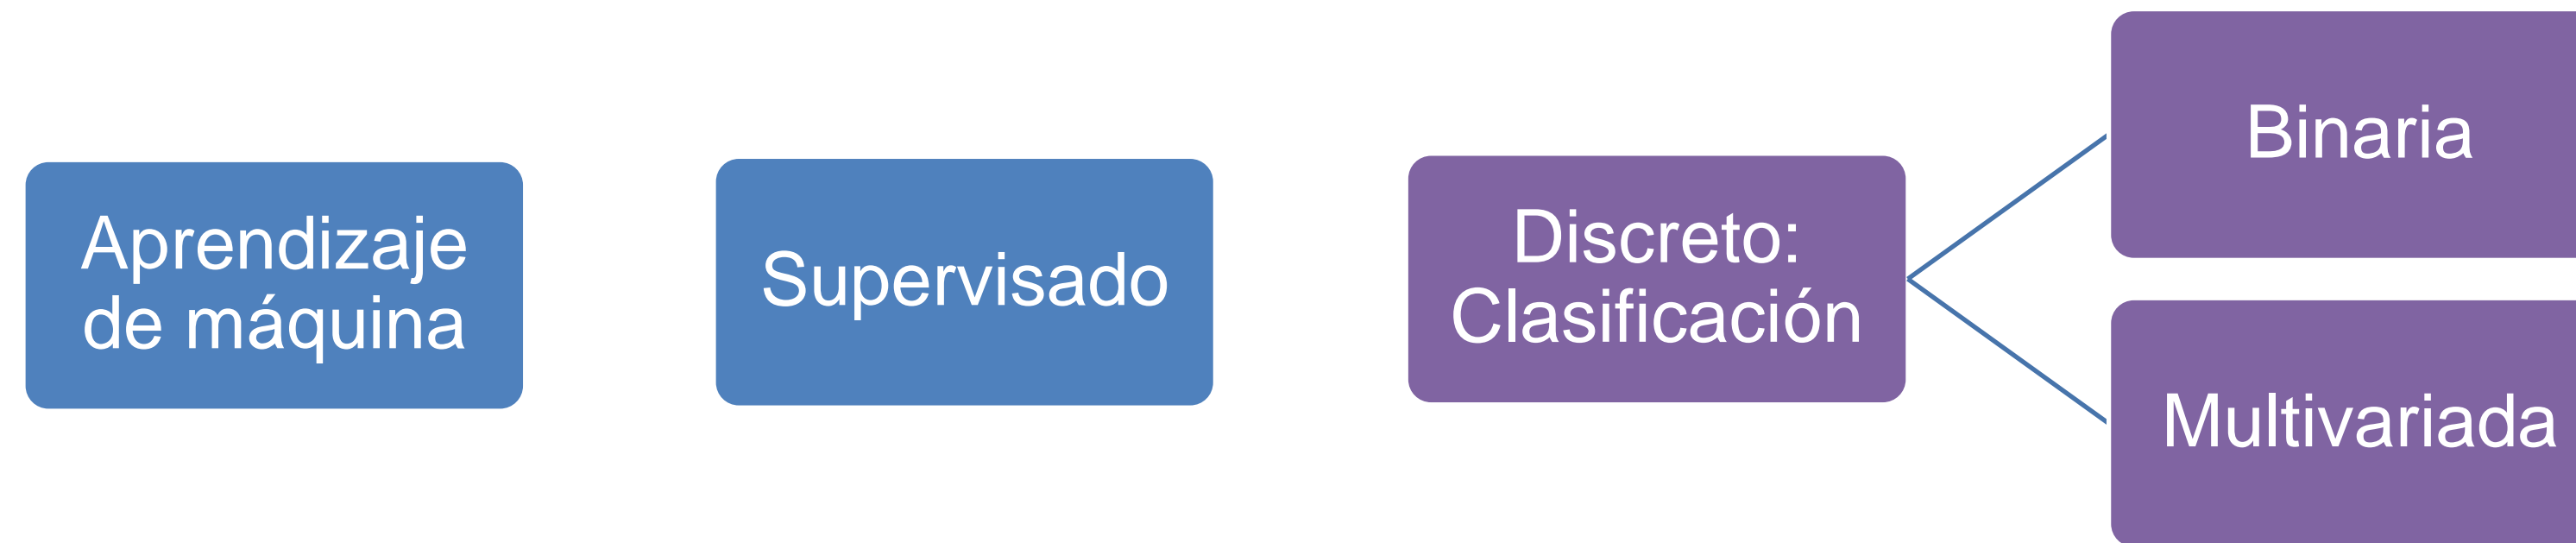 Aprendizaje
de máquina
Supervisado
Discreto:
Clasificación
Binaria
Multivariada